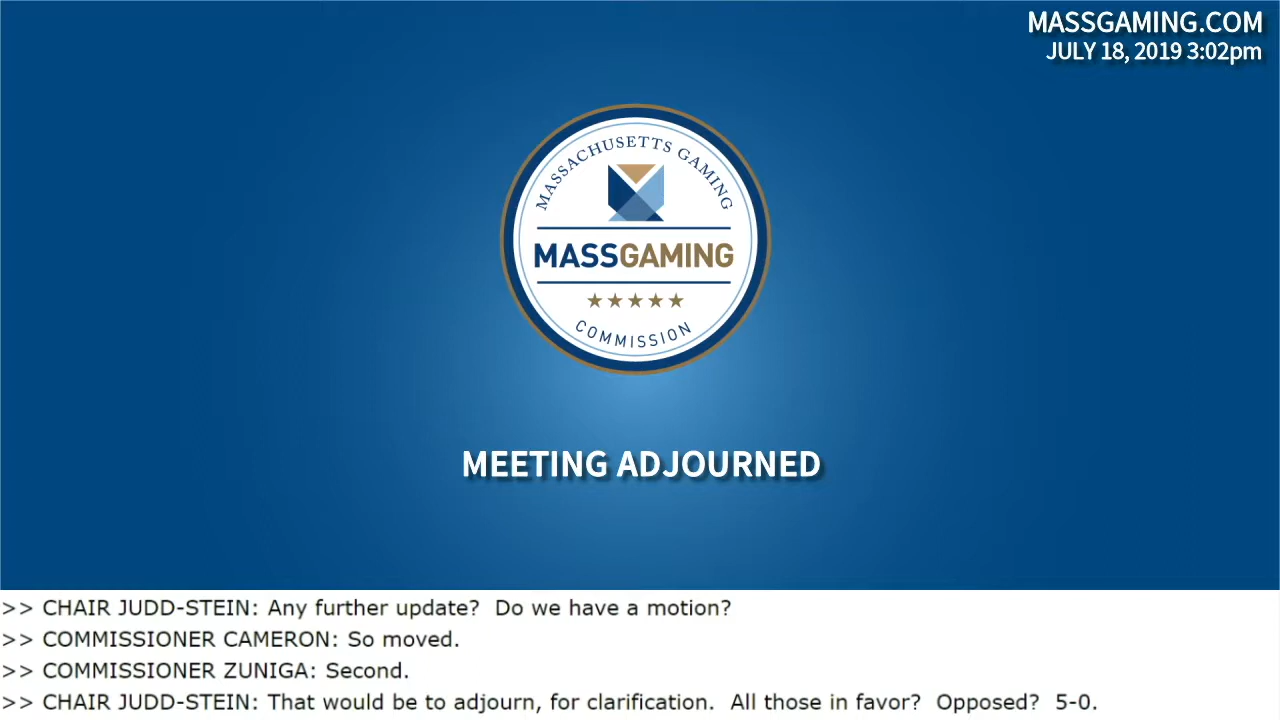 MASSGAMING.COM
JULY 18, 2019 3:02pm
MASSACHUSETTS GAMING
MASSGAMING
COMMISSION
MEETING ADJOURNED
>> CHAIR JUDD-STEIN: Any further update?  Do we have a motion?
>> COMMISSIONER CAMERON: So moved.
>> COMMISSIONER ZUNIGA: Second.
>> CHAIR JUDD-STEIN: That would be to adjourn, for clarification.  All those in favor?  Opposed?  5-0.